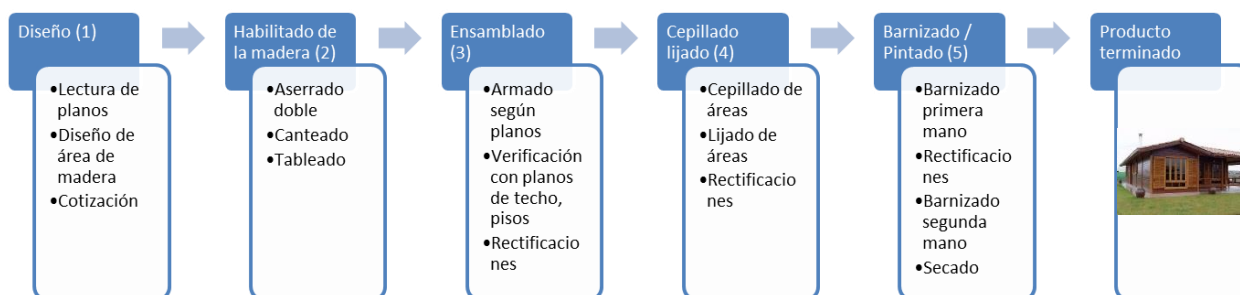 Diseño (1)
•Lectura de
planos
•Diseño de
área de
madera
•Cotización
Habilitado de
la madera (2)
•Aserrado
doble
•Canteado
•Tableado
Ensamblado
(3)
•Armado
según
planos
•Verificación
con planos
de techo,
pisos
•Rectificacio
nes
Cepillado
lijado (4)
•Cepillado de
áreas
•Lijado de
áreas
•Rectificacio
nes
Barnizado /
Pintado (5)
•Barnizado
primera
mano
•Rectificacio
nes
•Barnizado
segunda
mano
•Secado
Producto
terminado